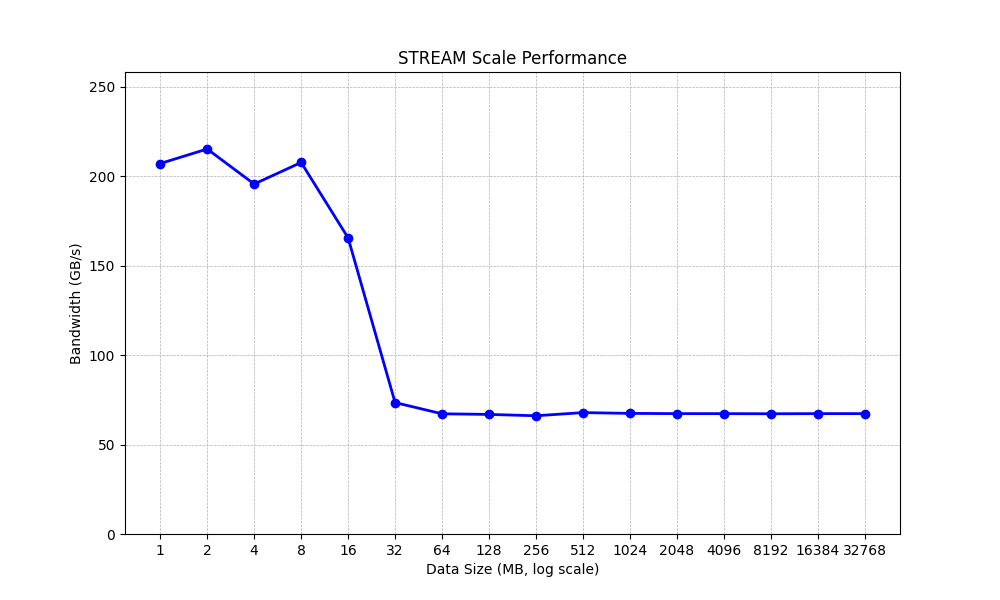 STREAM Scale Performance
250
200
150
100
50
0
Bandwidth (GB/s)
1 2 4 8 16 32 64 128 256 512 1024 2048 4096 8192 16384 32768
Data Size (MB, log scale)